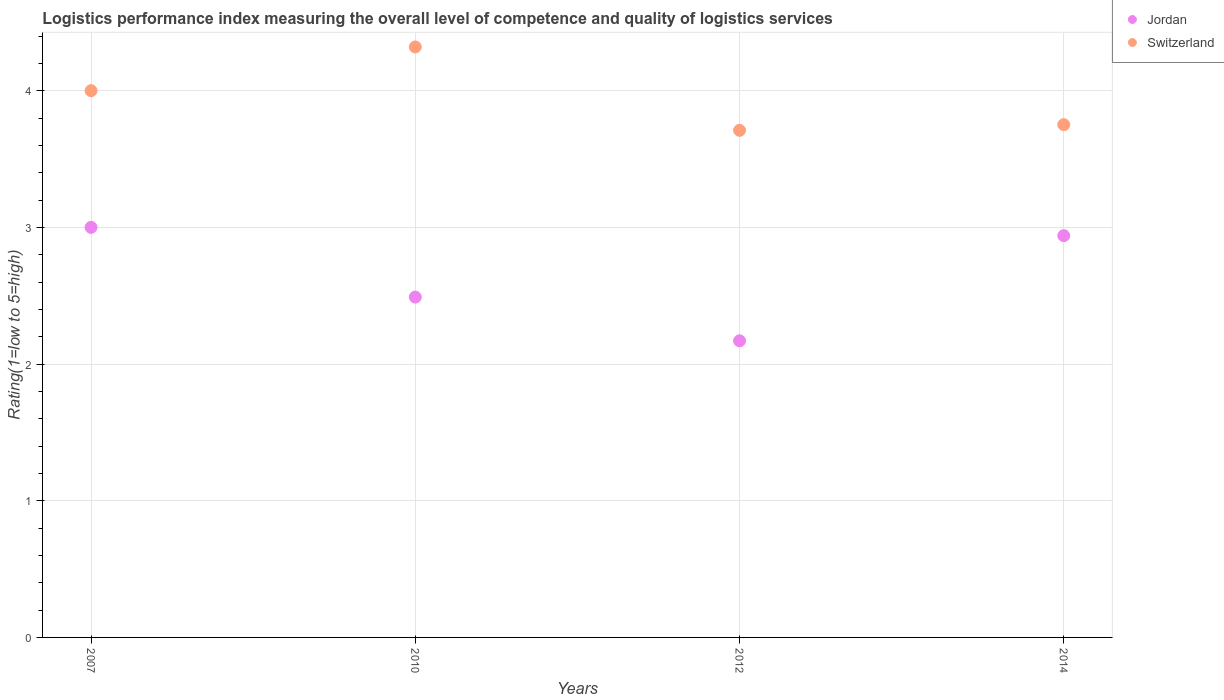 Logistics performance index measuring the overall level of competence and quality of logistics services
Jordan
Switzerland
Rating(1=low to 5=high)
4
3
2
1
0
2007
2010
2012
2014
Years